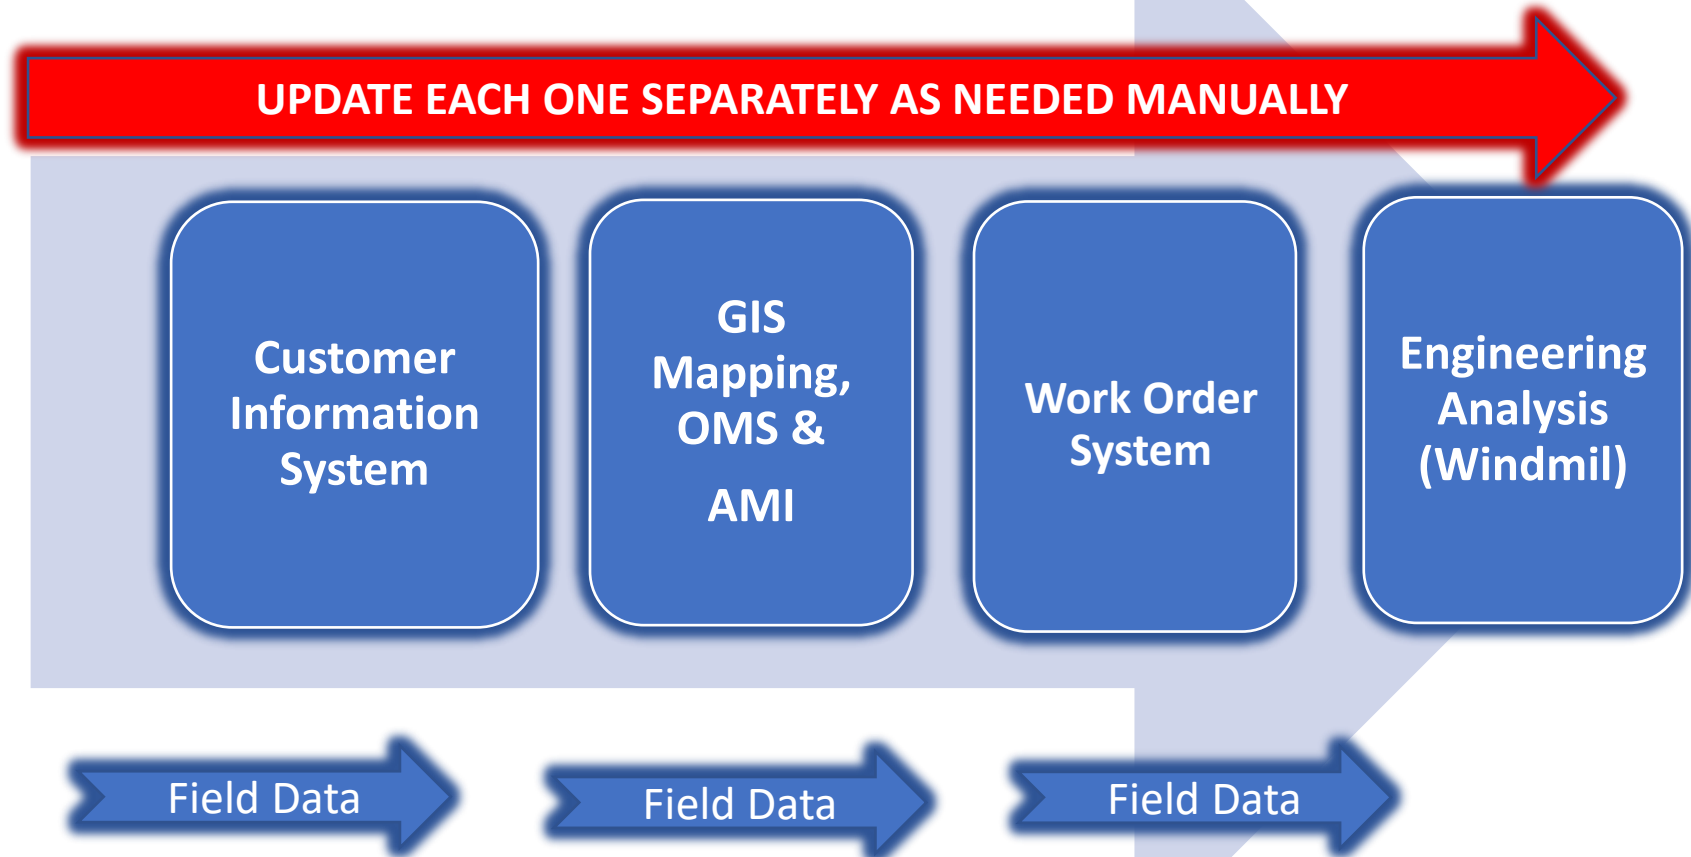 UPDATE EACH ONE SEPARATELY AS NEEDED MANUALLY
Customer
Information
System
GIS
Mapping,
OMS &
AMI
Work Order
System
Engineering
Analysis
(Windmil)
Field Data
Field Data
Field Data